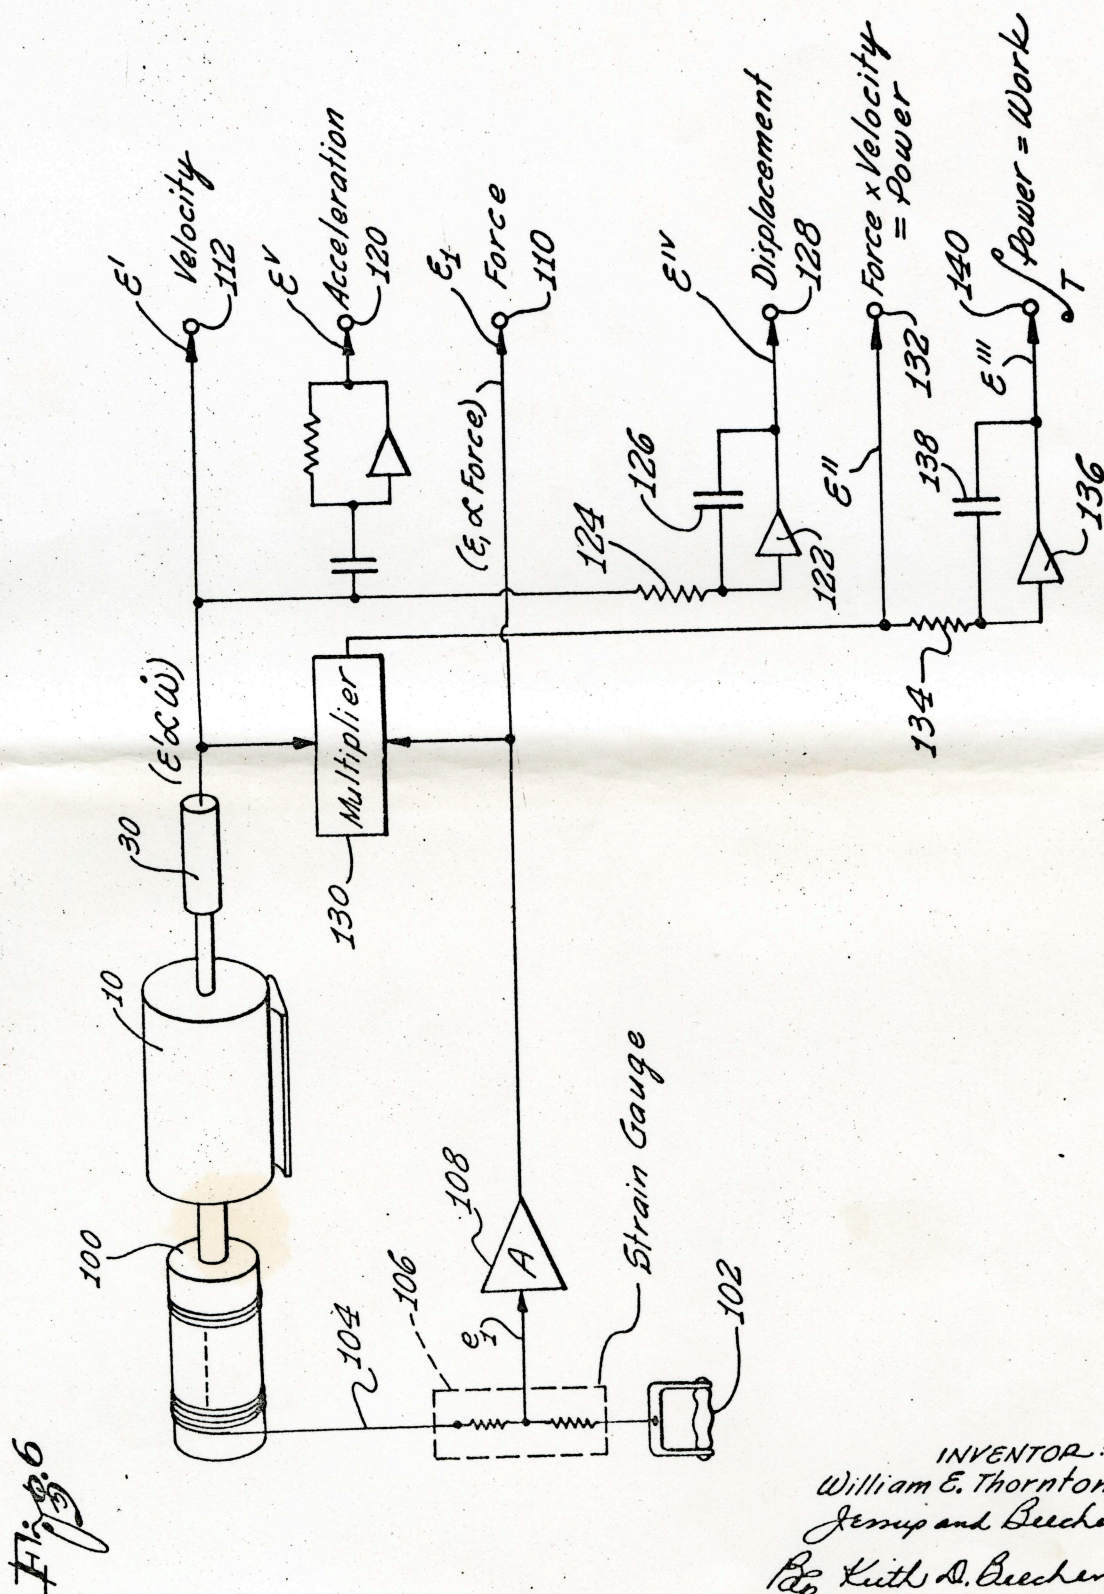 Fig. 6
100
10
30
(E' ∝ ẇ)
E'
Velocity
112
EV
Acceleration
120
130
Multiplier
104
106
e1
108
A
(E1 ∝ Force)
E1
Force
110
Strain Gauge
102
124
126
122
EIV
Displacement
128
E''
Force x Velocity
= Power
132
134
138
136
E'''
140
∫T Power = Work
INVENTOR:
William E. Thornton
Jessup and Beecher
By Keith D. Beecher